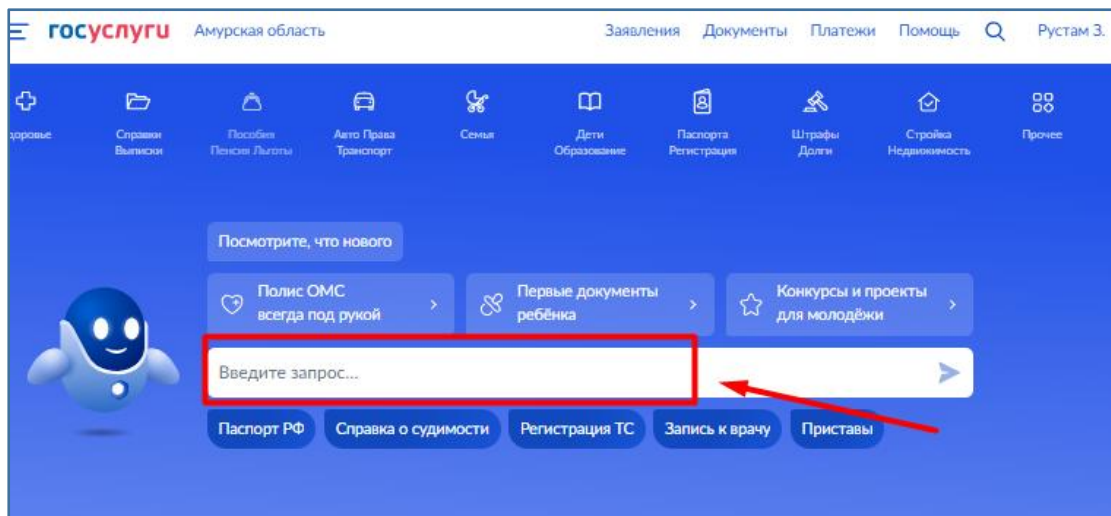 госуслуги Амурская область Заявления Документы Платежи Помощь Рустам З.
доровье Справки Пособия Авто Права Семья Дети Паспорта Штрафы Стройка Прочее
Выписки Пенсия Льготы Транспорт Образование Регистрация Долги Недвижимость
Посмотрите, что нового
Полис ОМС Первые документы Конкурсы и проекты
всегда под рукой ребёнка для молодёжи
Введите запрос...
Паспорт РФ Справка о судимости Регистрация ТС Запись к врачу Приставы